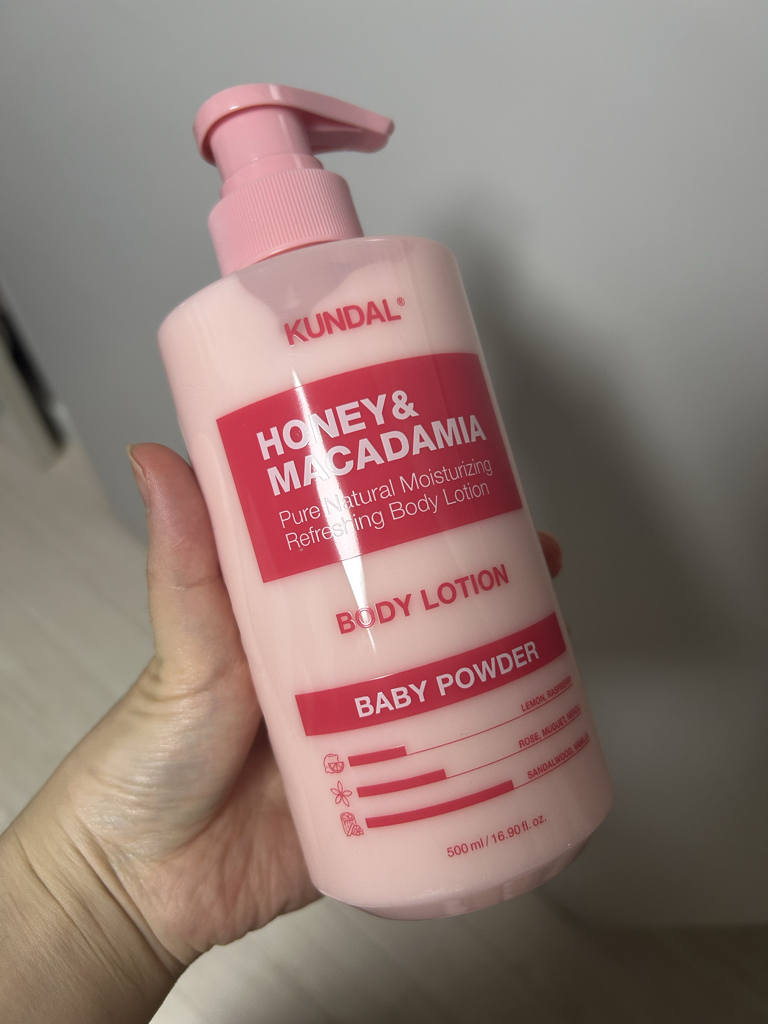 KUNDAL®
HONEY&
MACADAMIA
Pure Natural Moisturizing
Refreshing Body Lotion
BODY LOTION
BABY POWDER
LEMON, RASPBERRY
ROSE, MUGUET,
SANDALWOOD,
500 ml / 16.90 fl. oz.